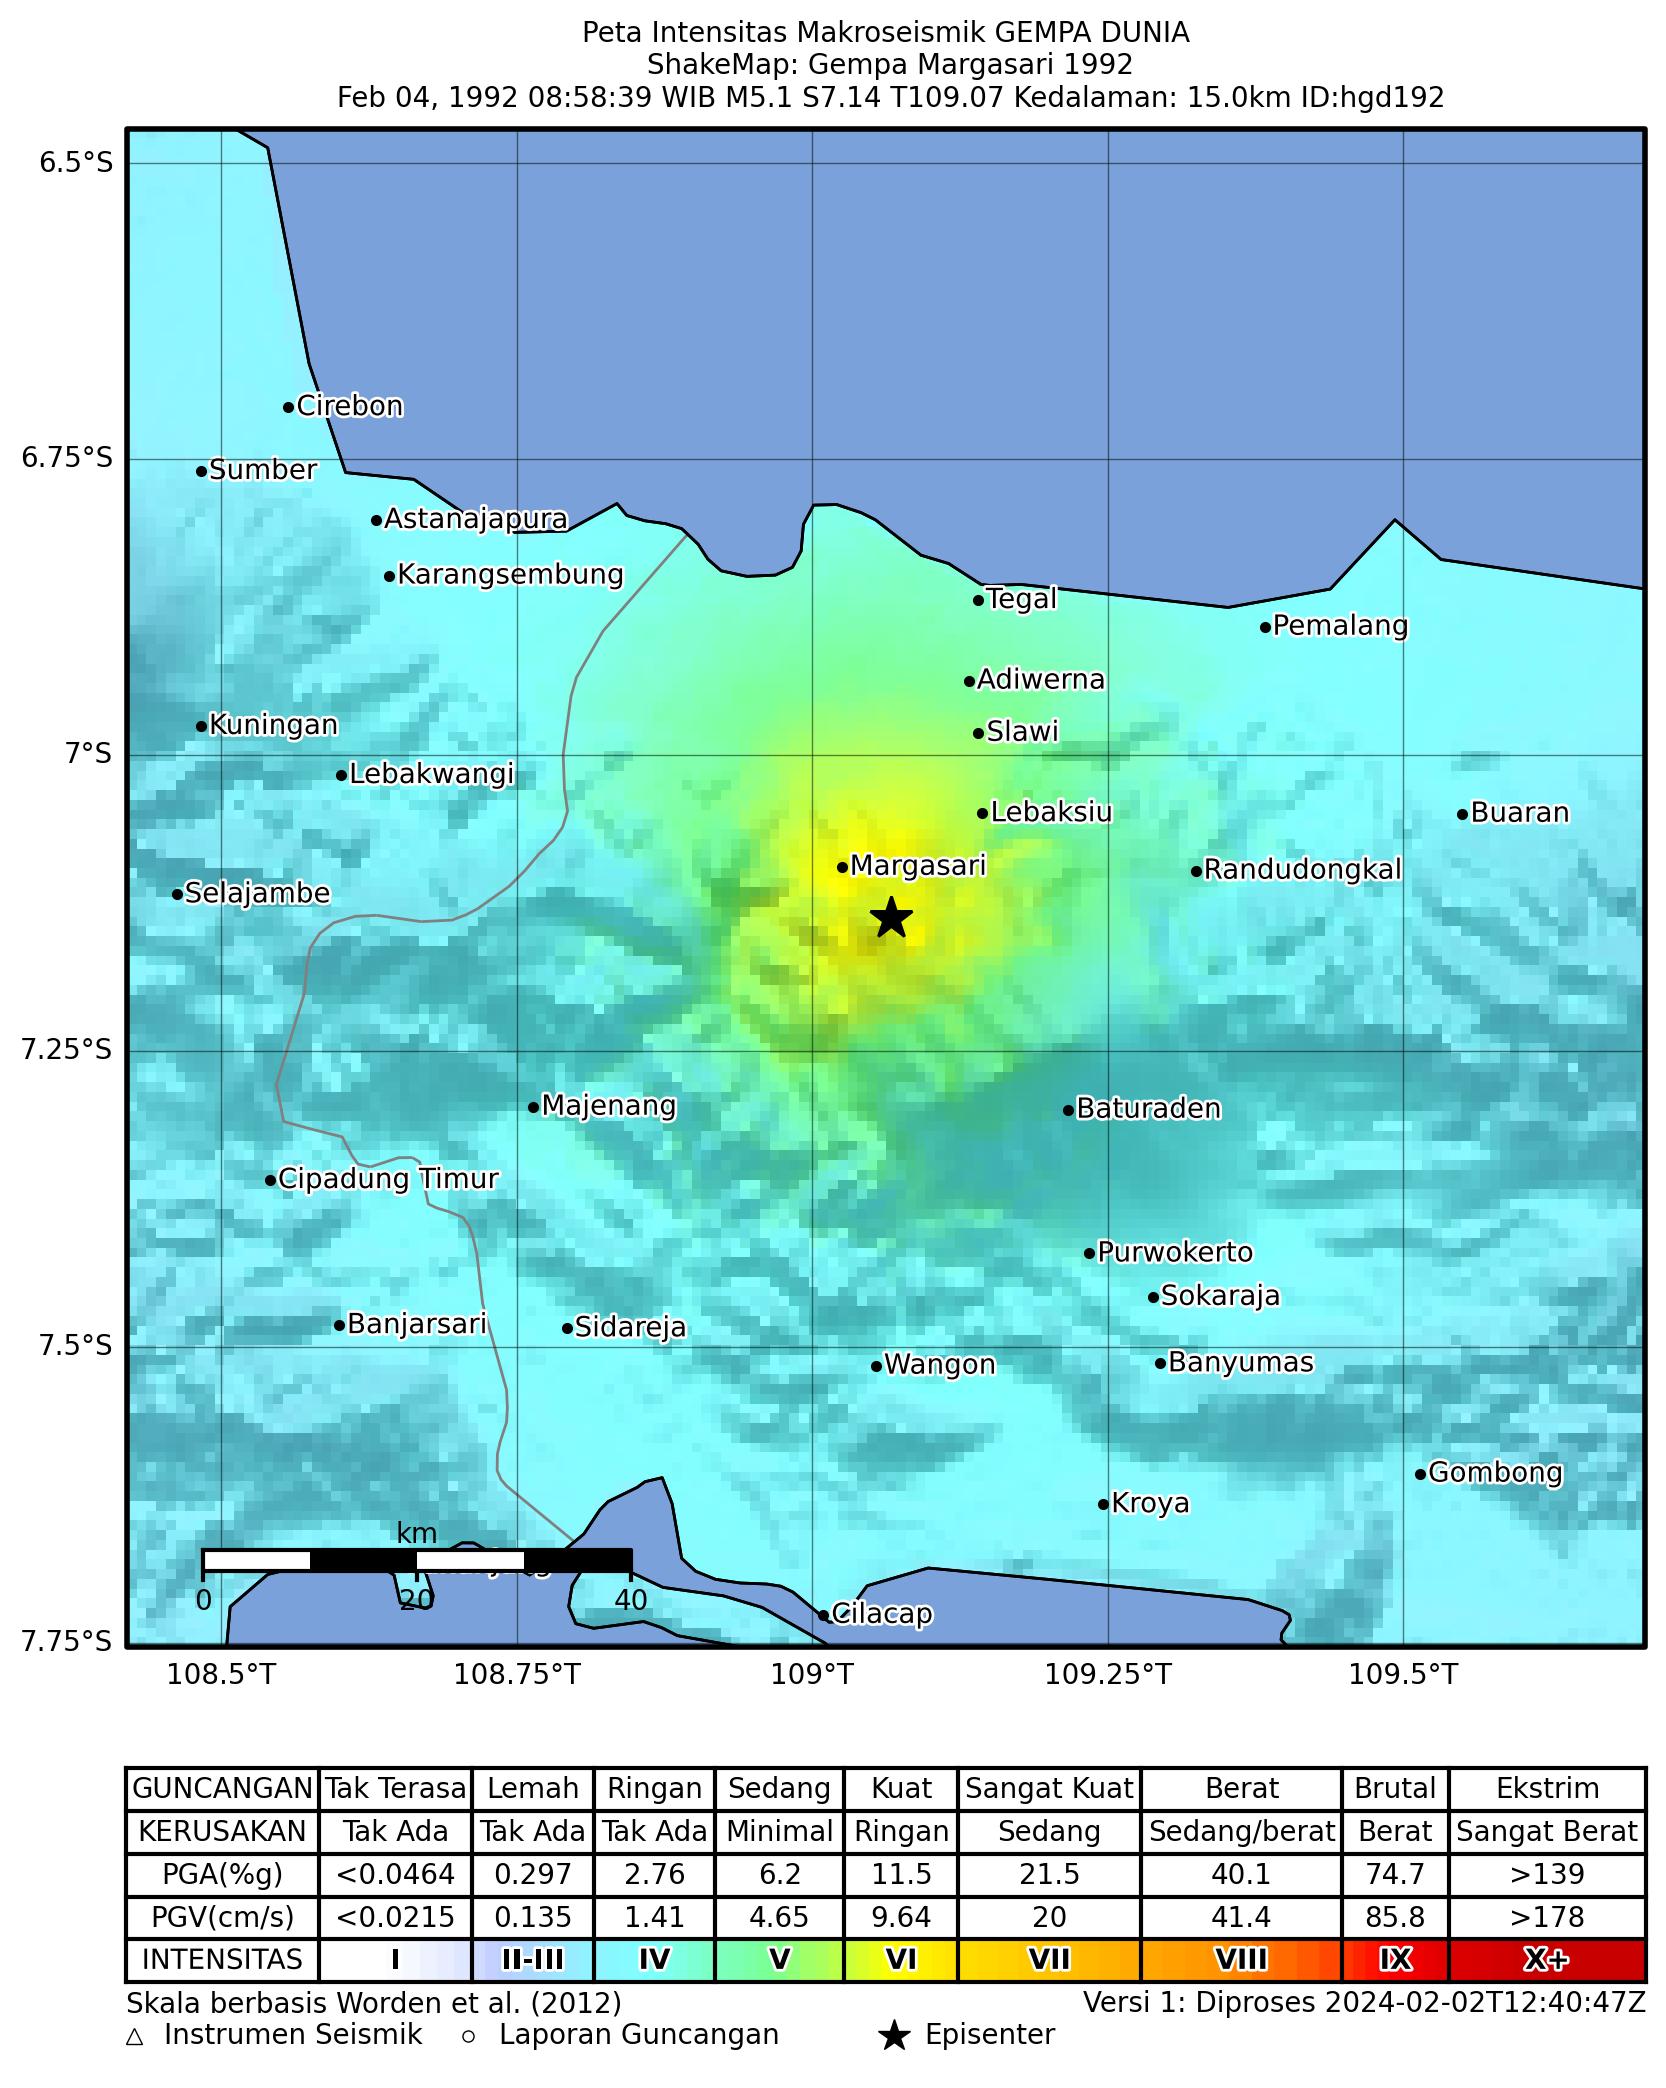 Peta Intensitas Makroseismik GEMPA DUNIA
ShakeMap: Gempa Margasari 1992
Feb 04, 1992 08:58:39 WIB M5.1 S7.14 T109.07 Kedalaman: 15.0km ID:hgd192
6.5°S
Cirebon
6.75°S
Sumber
Astanajapura
Karangsembung
Tegal
Pemalang
Adiwerna
Kuningan
Slawi
7°S
Lebakwangi
Lebaksiu
Buaran
Margasari
Randudongkal
Selajambe
7.25°S
Majenang
Baturaden
Cipadung Timur
Purwokerto
Sokaraja
Banjarsari
Sidareja
7.5°S
Wangon
Banyumas
Gombong
Kroya
km
0 20 40
Cilacap
7.75°S
108.5°T 108.75°T 109°T 109.25°T 109.5°T
GUNCANGAN Tak Terasa Lemah Ringan Sedang Kuat Sangat Kuat Berat Brutal Ekstrim
KERUSAKAN Tak Ada Tak Ada Tak Ada Minimal Ringan Sedang Sedang/berat Berat Sangat Berat
PGA(%g) <0.0464 0.297 2.76 6.2 11.5 21.5 40.1 74.7 >139
PGV(cm/s) <0.0215 0.135 1.41 4.65 9.64 20 41.4 85.8 >178
INTENSITAS I II-III IV V VI VII VIII IX X+
Skala berbasis Worden et al. (2012) Versi 1: Diproses 2024-02-02T12:40:47Z
Instrumen Seismik Laporan Guncangan Episenter